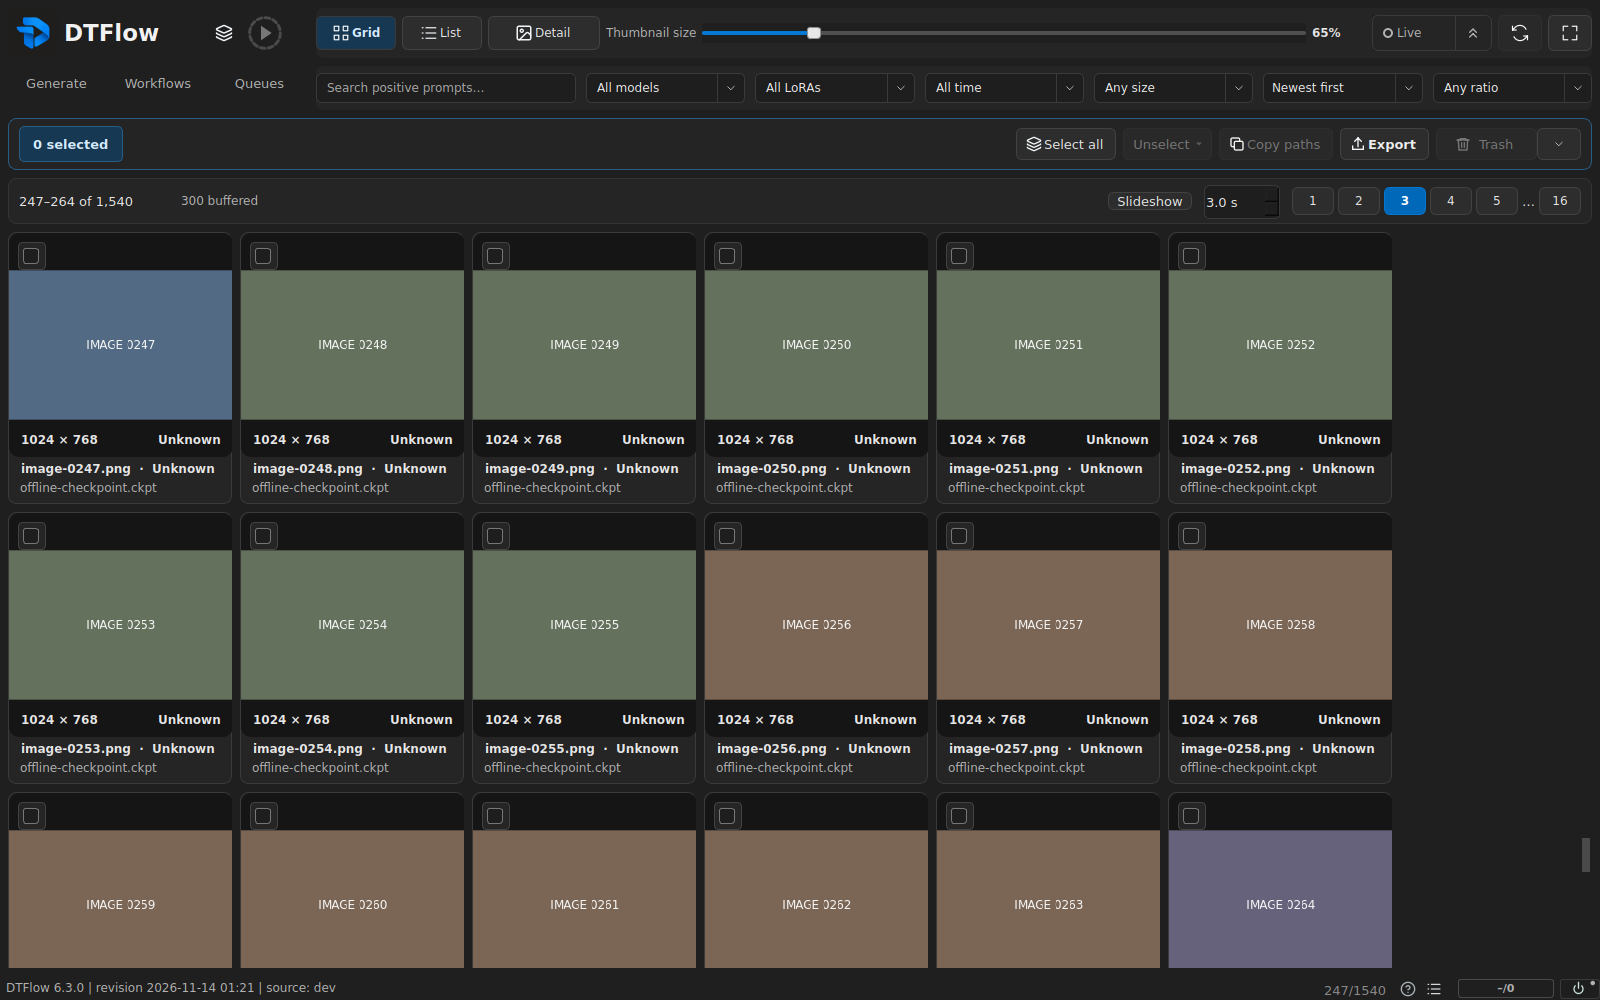 DTFlow
Grid
List
Detail
Thumbnail size
65%
Live
Generate
Workflows
Queues
Search positive prompts...
All models
All LoRAs
All time
Any size
Newest first
Any ratio
0 selected
Select all
Unselect
Copy paths
Export
Trash
247–264 of 1,540
300 buffered
Slideshow
3.0 s
1
2
3
4
5
...
16
IMAGE 0247
IMAGE 0248
IMAGE 0249
IMAGE 0250
IMAGE 0251
IMAGE 0252
1024 × 768 Unknown
1024 × 768 Unknown
1024 × 768 Unknown
1024 × 768 Unknown
1024 × 768 Unknown
1024 × 768 Unknown
image-0247.png · Unknown
image-0248.png · Unknown
image-0249.png · Unknown
image-0250.png · Unknown
image-0251.png · Unknown
image-0252.png · Unknown
offline-checkpoint.ckpt
offline-checkpoint.ckpt
offline-checkpoint.ckpt
offline-checkpoint.ckpt
offline-checkpoint.ckpt
offline-checkpoint.ckpt
IMAGE 0253
IMAGE 0254
IMAGE 0255
IMAGE 0256
IMAGE 0257
IMAGE 0258
1024 × 768 Unknown
1024 × 768 Unknown
1024 × 768 Unknown
1024 × 768 Unknown
1024 × 768 Unknown
1024 × 768 Unknown
image-0253.png · Unknown
image-0254.png · Unknown
image-0255.png · Unknown
image-0256.png · Unknown
image-0257.png · Unknown
image-0258.png · Unknown
offline-checkpoint.ckpt
offline-checkpoint.ckpt
offline-checkpoint.ckpt
offline-checkpoint.ckpt
offline-checkpoint.ckpt
offline-checkpoint.ckpt
IMAGE 0259
IMAGE 0260
IMAGE 0261
IMAGE 0262
IMAGE 0263
IMAGE 0264
DTFlow 6.3.0 | revision 2026-11-14 01:21 | source: dev
247/1540
–/0